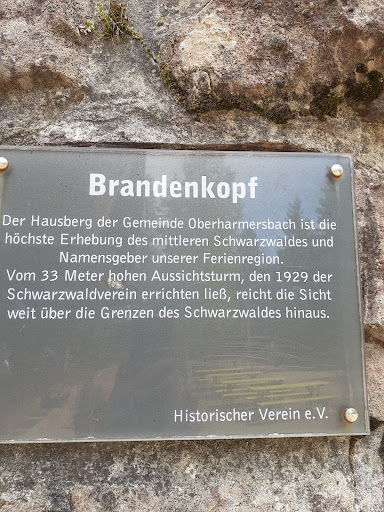 Brandenkopf
Der Hausberg der Gemeinde Oberharmersbach ist die
höchste Erhebung des mittleren Schwarzwaldes und
Namensgeber unserer Ferienregion.
Vom 33 Meter hohen Aussichtsturm, den 1929 der
Schwarzwaldverein errichten ließ, reicht die Sicht
weit über die Grenzen des Schwarzwaldes hinaus.
Historischer Verein e.V.